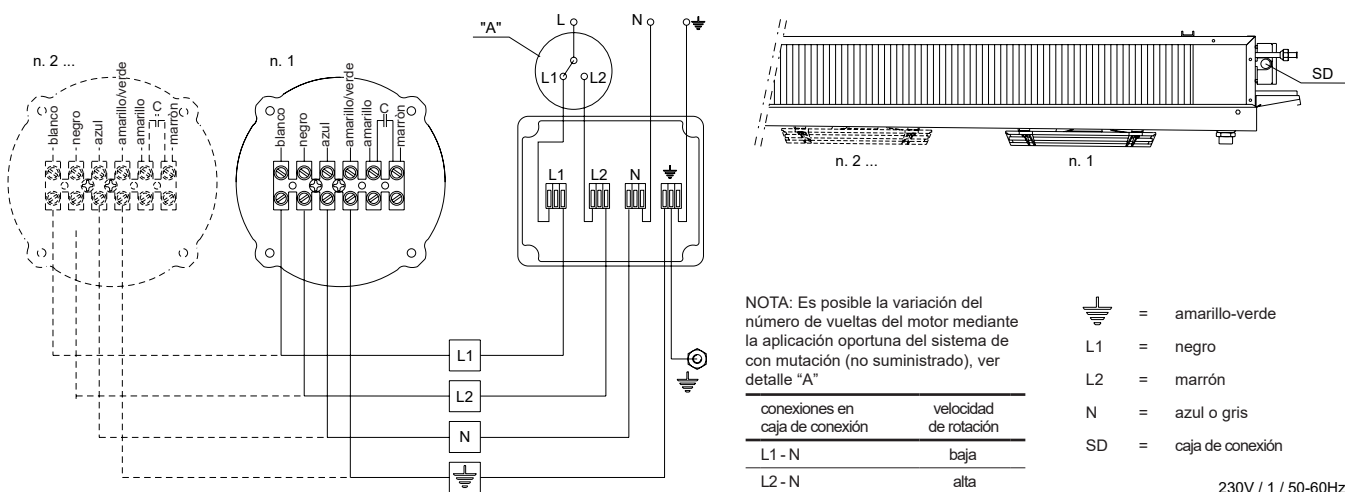 n. 2 ...
blanco
negro
azul
amarillo/verde
amarillo
C
marrón
n. 1
blanco
negro
azul
amarillo/verde
amarillo
C
marrón
"A"
L
N
L1
L2
L1
L2
N
L1
L2
N
SD
n. 2 ...
n. 1
NOTA: Es posible la variación del
número de vueltas del motor mediante
la aplicación oportuna del sistema de
con mutación (no suministrado), ver
detalle “A”
conexiones en velocidad
caja de conexión de rotación
L1 - N baja
L2 - N alta
= amarillo-verde
L1 = negro
L2 = marrón
N = azul o gris
SD = caja de conexión
230V / 1 / 50-60Hz